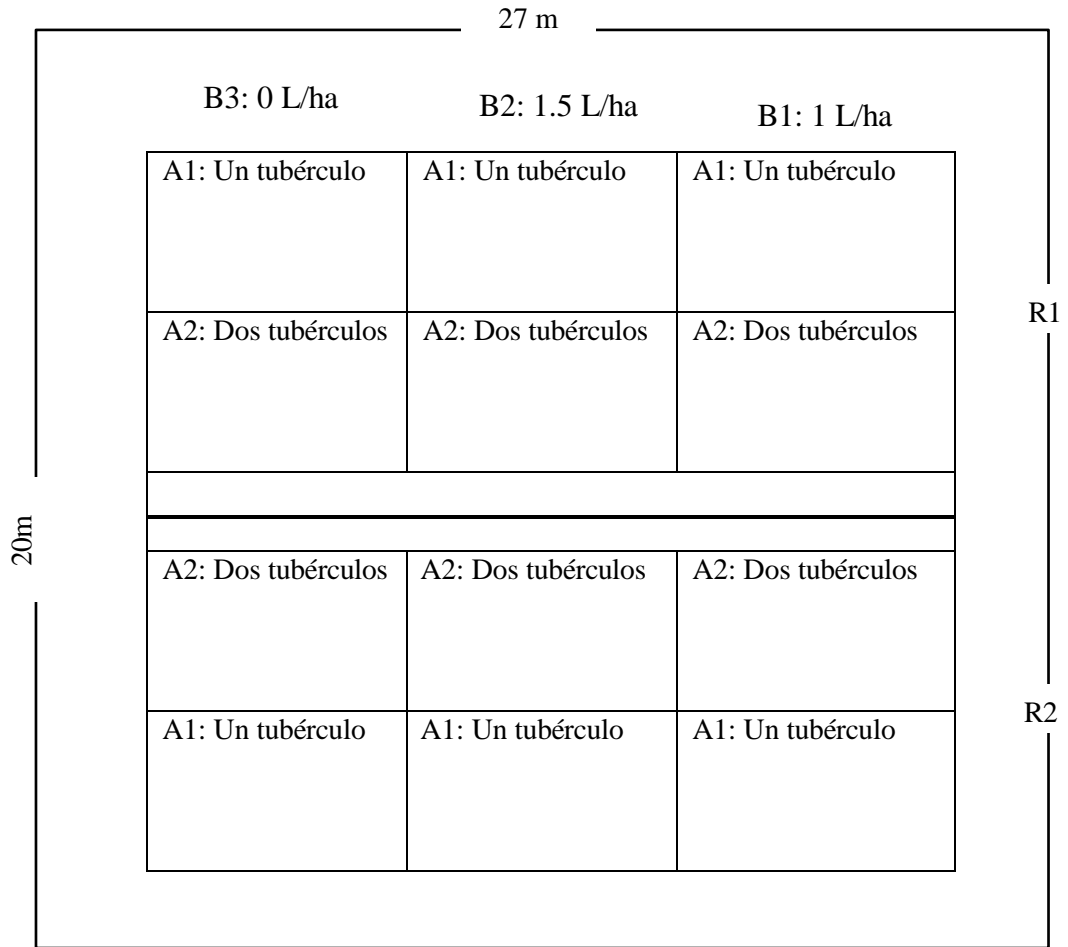 27 m
B3: 0 L/ha B2: 1.5 L/ha B1: 1 L/ha
A1: Un tubérculo A1: Un tubérculo A1: Un tubérculo
R1
A2: Dos tubérculos A2: Dos tubérculos A2: Dos tubérculos
20m
A2: Dos tubérculos A2: Dos tubérculos A2: Dos tubérculos
R2
A1: Un tubérculo A1: Un tubérculo A1: Un tubérculo